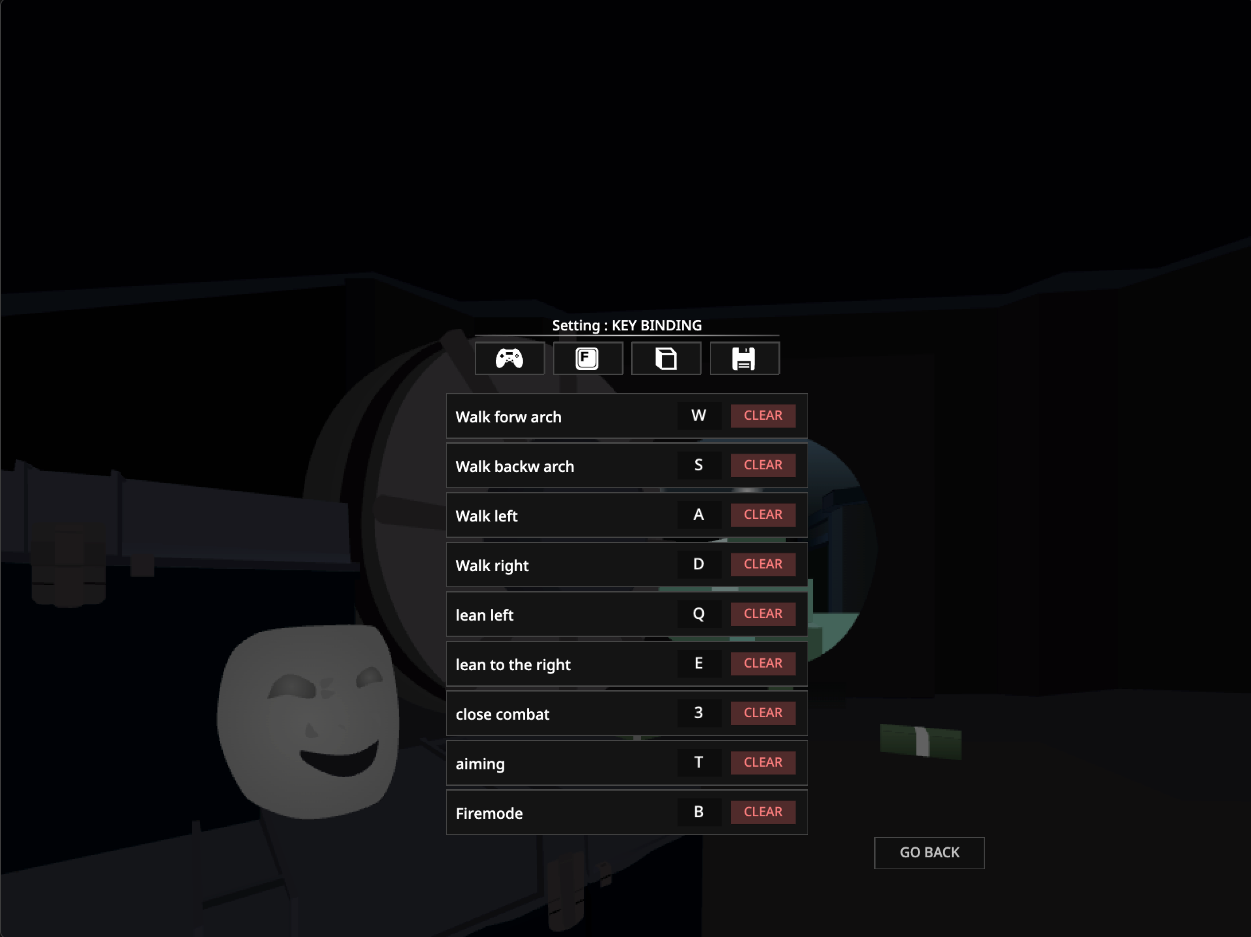 Setting : KEY BINDING
F
Walk forw arch W CLEAR
Walk backw arch S CLEAR
Walk left A CLEAR
Walk right D CLEAR
lean left Q CLEAR
lean to the right E CLEAR
close combat 3 CLEAR
aiming T CLEAR
Firemode B CLEAR
GO BACK